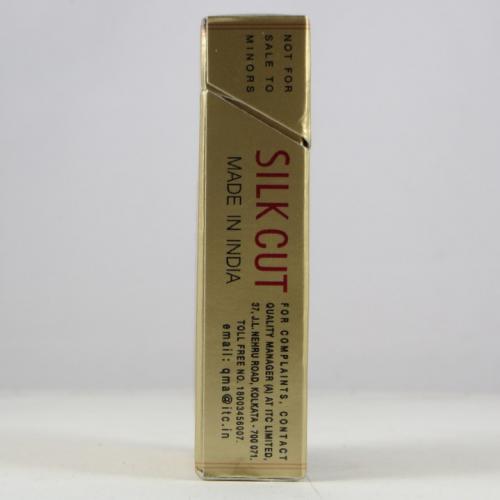 NOT FOR
SALE TO
MINORS
SILK CUT
MADE IN INDIA
FOR COMPLAINTS, CONTACT
QUALITY MANAGER (A) AT ITC LIMITED,
37, J.L. NEHRU ROAD, KOLKATA - 700 071.
TOLL FREE NO. 18003456007.
email: qma@itc.in